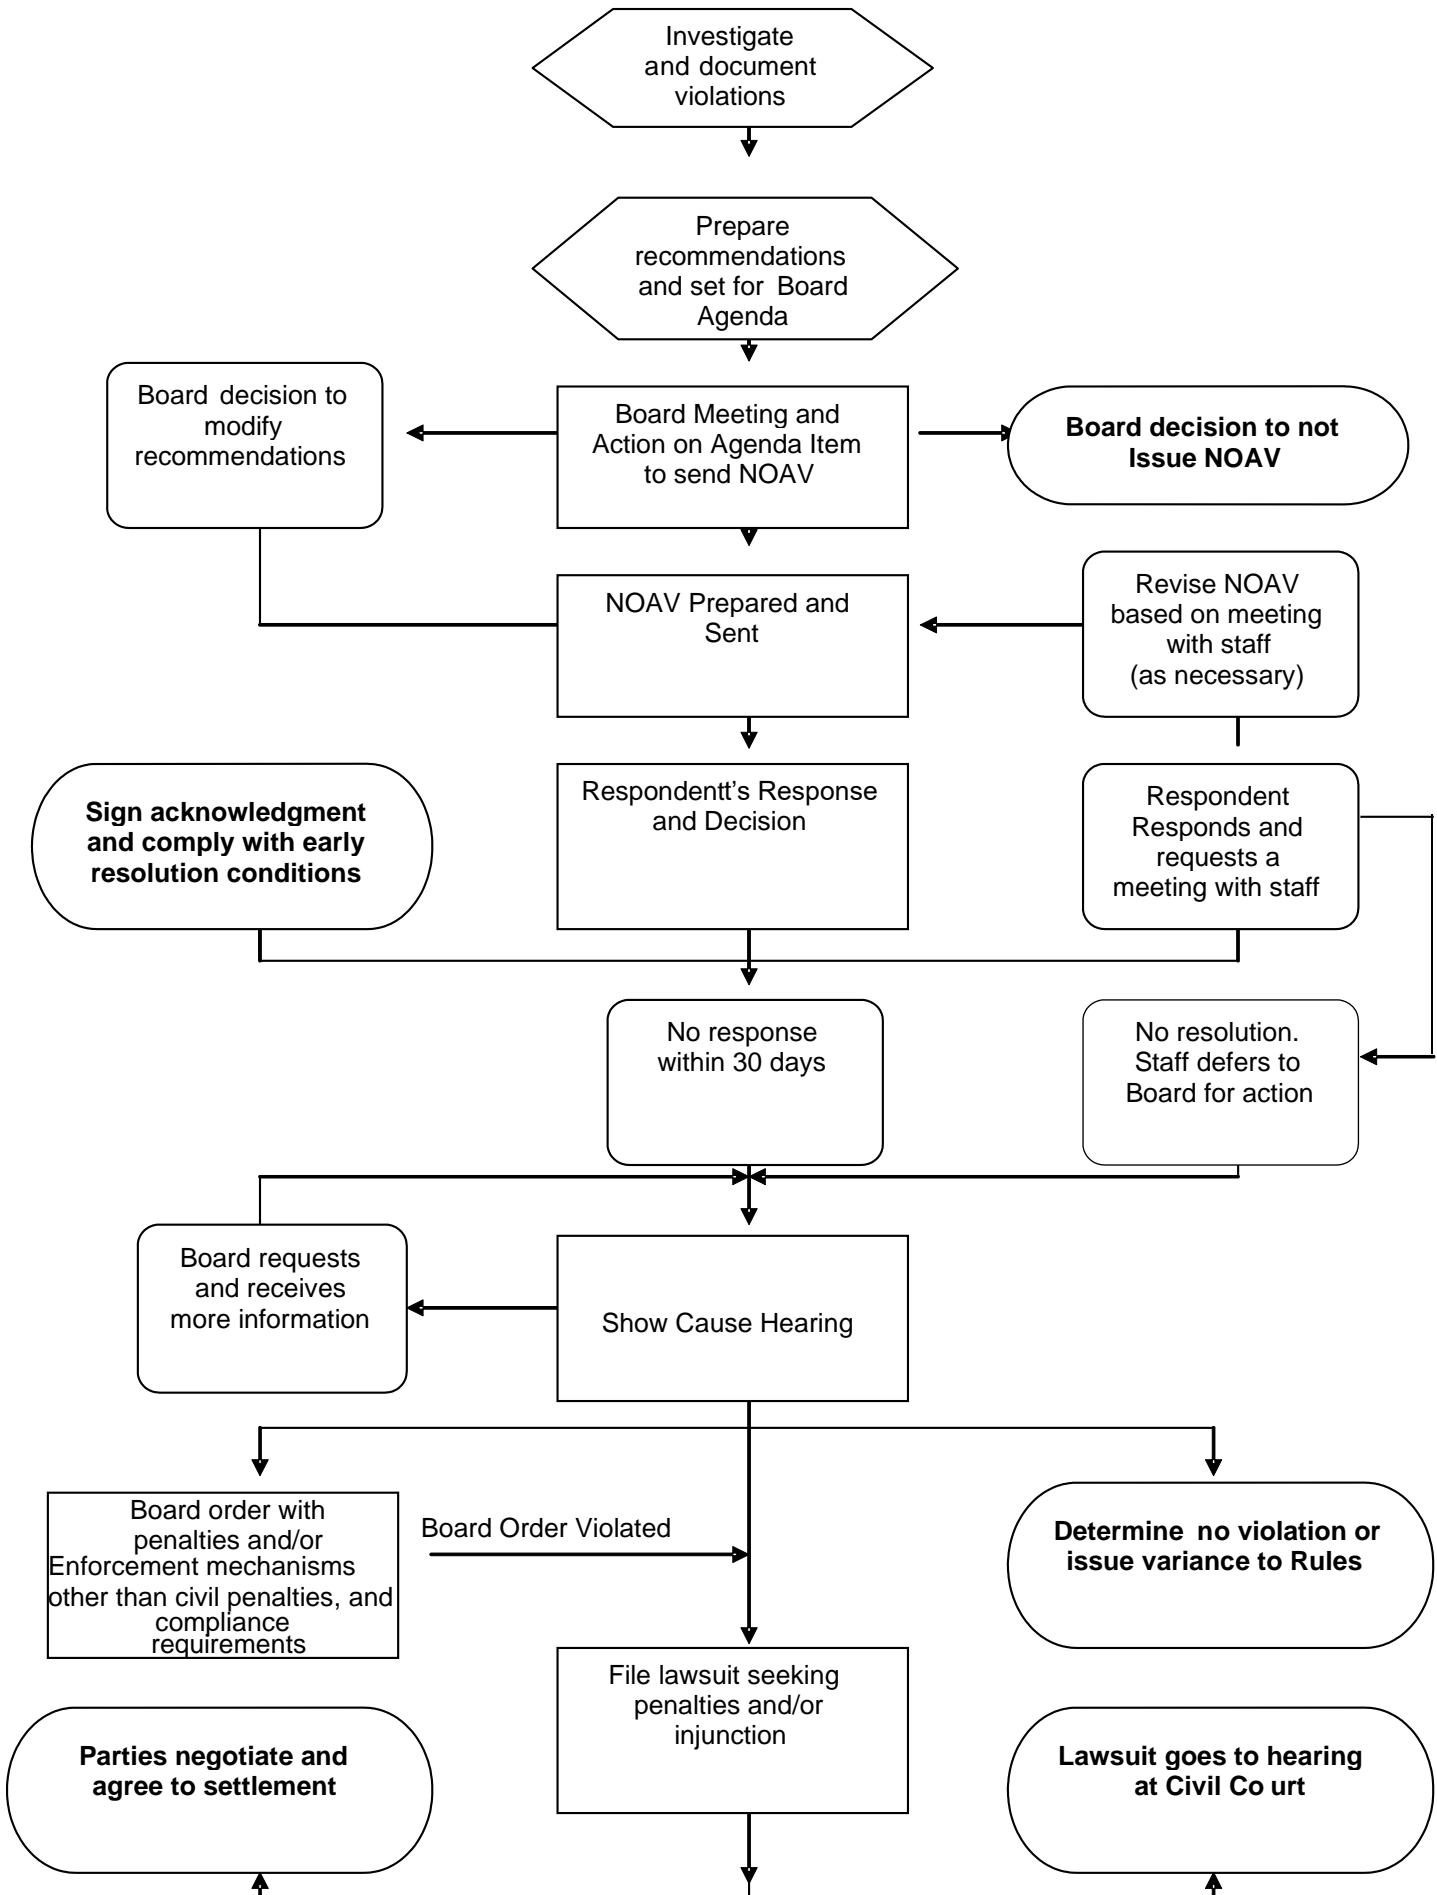 Investigate
and document
violations
Prepare
recommendations
and set for Board
Agenda
Board decision to
modify
recommendations
Board Meeting and
Action on Agenda Item
to send NOAV
Board decision to not
Issue NOAV
NOAV Prepared and
Sent
Revise NOAV
based on meeting
with staff
(as necessary)
Sign acknowledgment
and comply with early
resolution conditions
Respondentt's Response
and Decision
Respondent
Responds and
requests a
meeting with staff
No response
within 30 days
No resolution.
Staff defers to
Board for action
Board requests
and receives
more information
Show Cause Hearing
Board order with
penalties and/or
Enforcement mechanisms
other than civil penalties, and
compliance
requirements
Board Order Violated
Determine no violation or
issue variance to Rules
File lawsuit seeking
penalties and/or
injunction
Parties negotiate and
agree to settlement
Lawsuit goes to hearing
at Civil Co urt